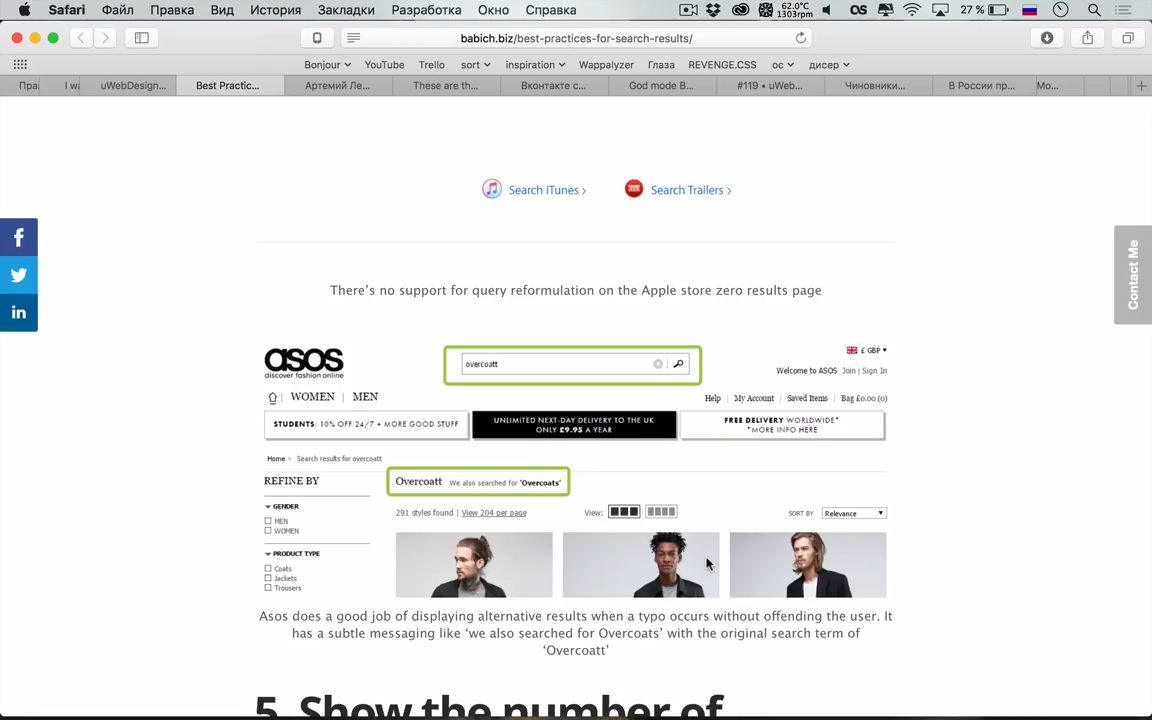 Safari Файл Правка Вид История Закладки Разработка Окно Справка 62.0°C 1303rpm 27 %
babich.biz/best-practices-for-search-results/
Bonjour YouTube Trello sort inspiration Wappalyzer Глаза REVENGE.CSS ос дисер
Пра I wa uWebDesign... Best Practic... Артемий Ле... These are th... Вконтакте с... God mode В... #119 • uWeb... Чиновники... В России пр... Mo...
Search iTunes › Search Trailers ›
Contact Me
There's no support for query reformulation on the Apple store zero results page
asos
discover fashion online
overcoatt
£ GBP
Welcome to ASOS Join | Sign In
WOMEN MEN
Help | My Account | Saved Items | Bag £0.00 (0)
STUDENTS: 10% OFF 24/7 + MORE GOOD STUFF
UNLIMITED NEXT-DAY DELIVERY TO THE UK
ONLY £9.95 A YEAR
FREE DELIVERY WORLDWIDE*
*MORE INFO HERE
Home › Search results for overcoatt
REFINE BY
Overcoatt We also searched for 'Overcoats'
GENDER
MEN
WOMEN
291 styles found | View 204 per page
View:
SORT BY Relevance
PRODUCT TYPE
Coats
Jackets
Trousers
Asos does a good job of displaying alternative results when a typo occurs without offending the user. It
has a subtle messaging like ‘we also searched for Overcoats’ with the original search term of
‘Overcoatt’
5. Show the number of